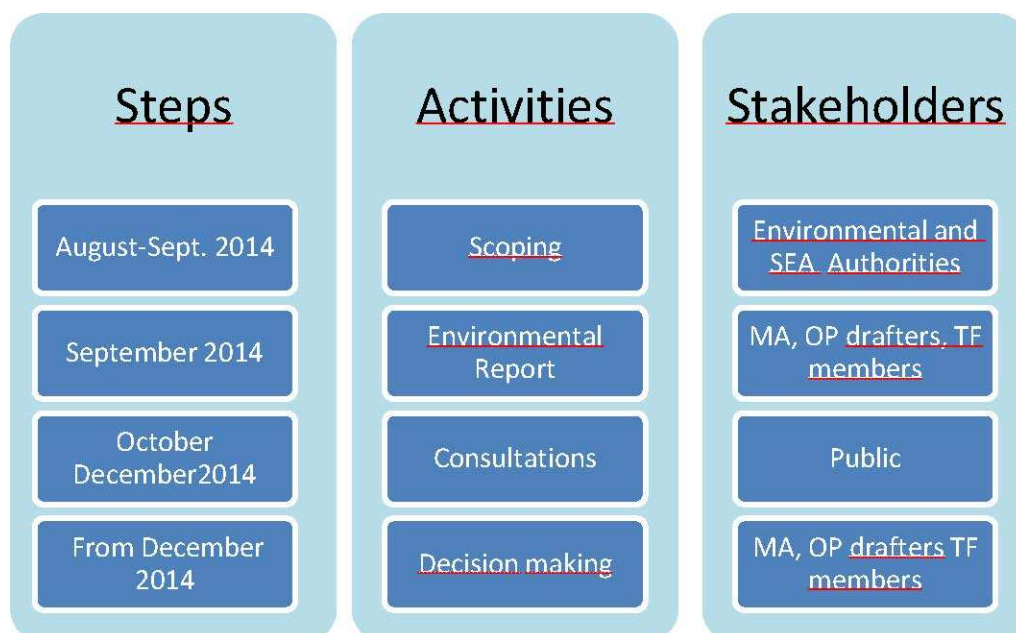 Steps
August-Sept. 2014
September 2014
October
December2014
From December
2014
Activities
Scoping
Environmental
Report
Consultations
Decision making
Stakeholders
Environmental and
SEA Authorities
MA, OP drafters, TF
members
Public
MA, OP drafters TF
members